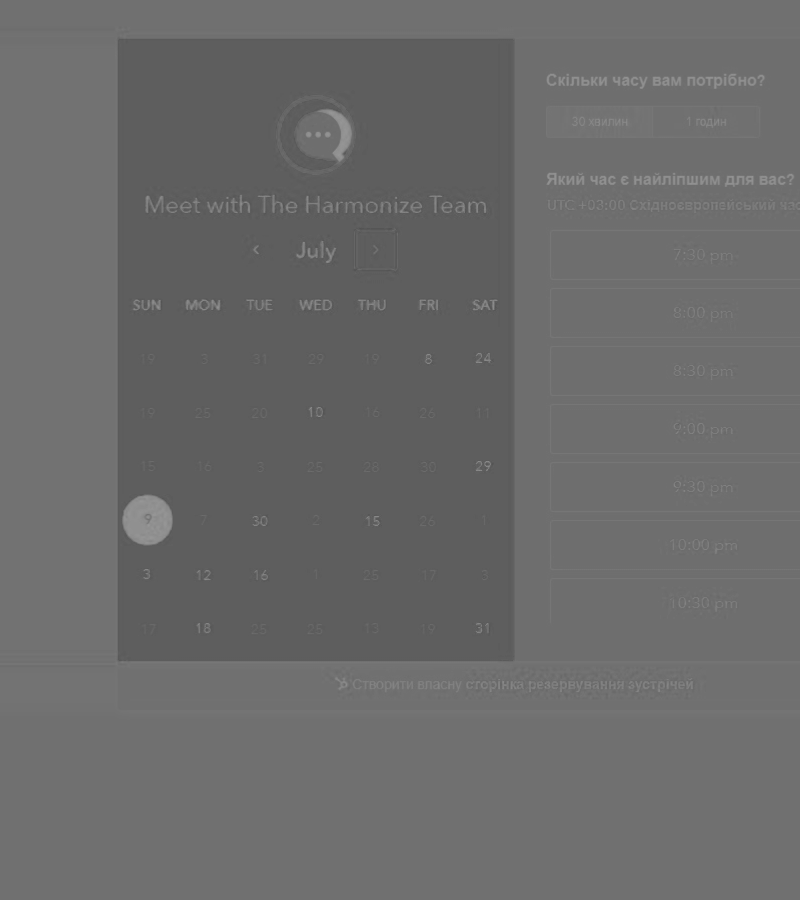 Meet with The Harmonize Team
July
SUN MON TUE WED THU FRI SAT
19 3 31 29 19 8 24
19 25 20 10 16 26 11
15 16 3 25 28 30 29
9 7 30 2 15 26 1
3 12 16 1 25 17 3
17 18 25 25 13 19 31
Скільки часу вам потрібно?
30 хвилин 1 годин
Який час є найліпшим для вас?
UTC +03:00 Східноєвропейський
7:30 pm
8:00 pm
8:30 pm
9:00 pm
9:30 pm
10:00 pm
10:30 pm
Створити власну сторінка резервування зустрічей